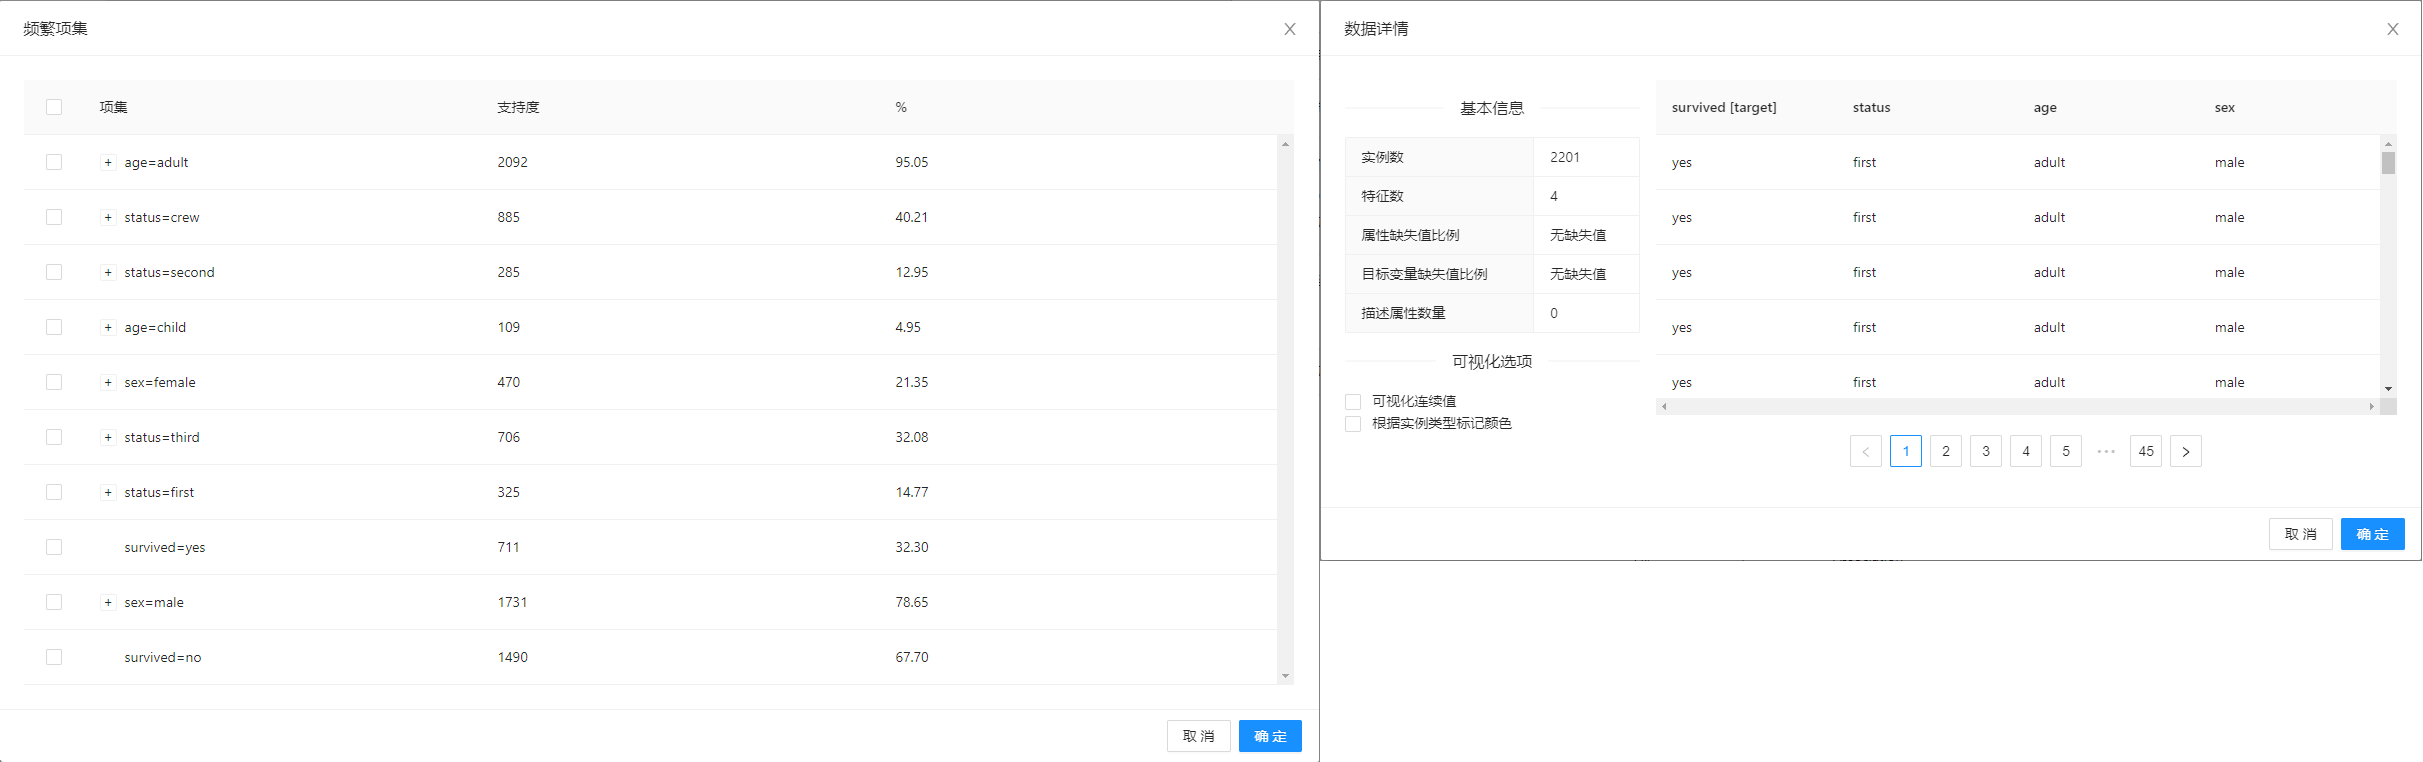 频繁项集
项集 支持度 %
+ age=adult 2092 95.05
+ status=crew 885 40.21
+ status=second 285 12.95
+ age=child 109 4.95
+ sex=female 470 21.35
+ status=third 706 32.08
+ status=first 325 14.77
survived=yes 711 32.30
+ sex=male 1731 78.65
survived=no 1490 67.70
取消 确定
数据详情
基本信息
实例数 2201
特征数 4
属性缺失值比例 无缺失值
目标变量缺失值比例 无缺失值
描述属性数量 0
可视化选项
可视化连续值
根据实例类型标记颜色
survived [target] status age sex
yes first adult male
yes first adult male
yes first adult male
yes first adult male
yes first adult male
< 1 2 3 4 5 ••• 45 >
取消 确定